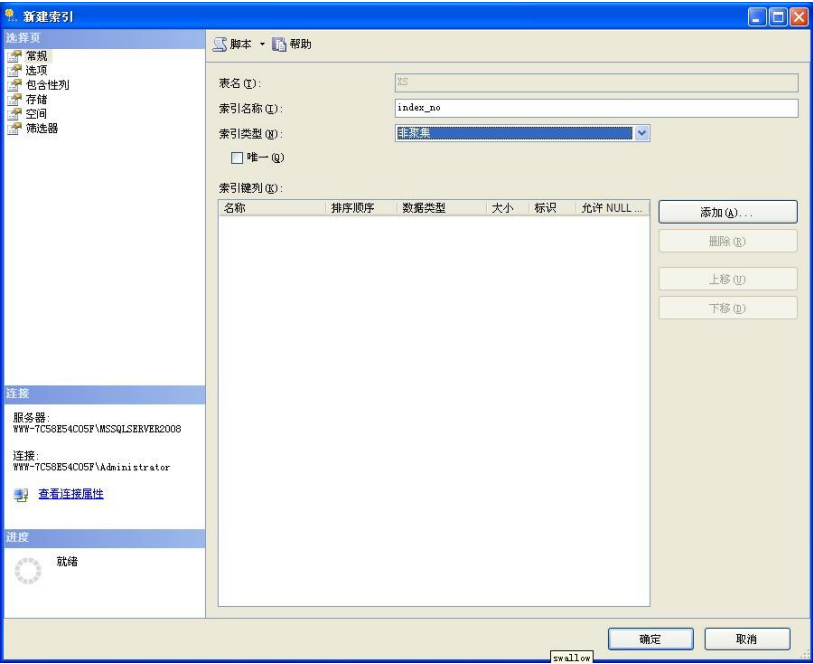 新建索引
选择页
常规
选项
包含性列
存储
空间
筛选器
脚本 帮助
表名(T): XS
索引名称(I): index_no
索引类型(N): 非聚集
唯一(Q)
索引键列(K):
名称 排序顺序 数据类型 大小 标识 允许 NULL ...
添加(A)...
删除(R)
上移(U)
下移(D)
连接
服务器:
WWW-7C58E54C05F\MSSQLSERVER2008
连接:
WWW-7C58E54C05F\Administrator
查看连接属性
进度
就绪
确定 取消
swallow